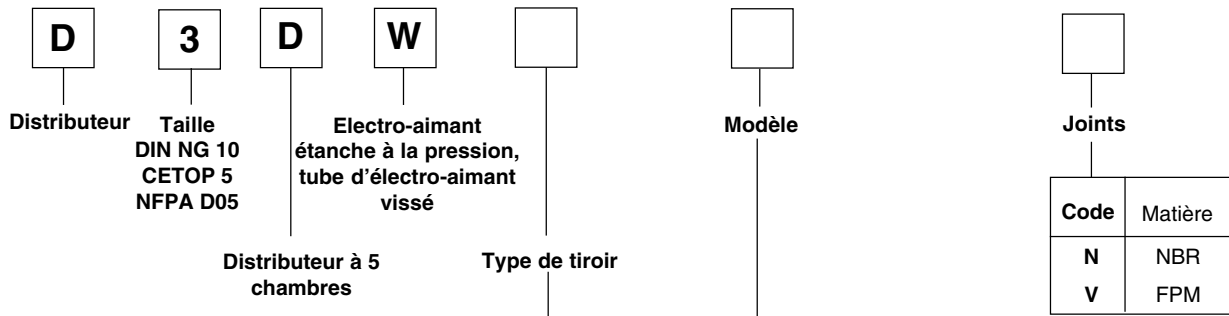 D 3 D W
Distributeur
Taille
DIN NG 10
CETOP 5
NFPA D05
Electro-aimant
étanche à la pression,
tube d'électro-aimant
vissé
Modèle
Joints
Code Matière
N NBR
V FPM
Distributeur à 5
chambres
Type de tiroir